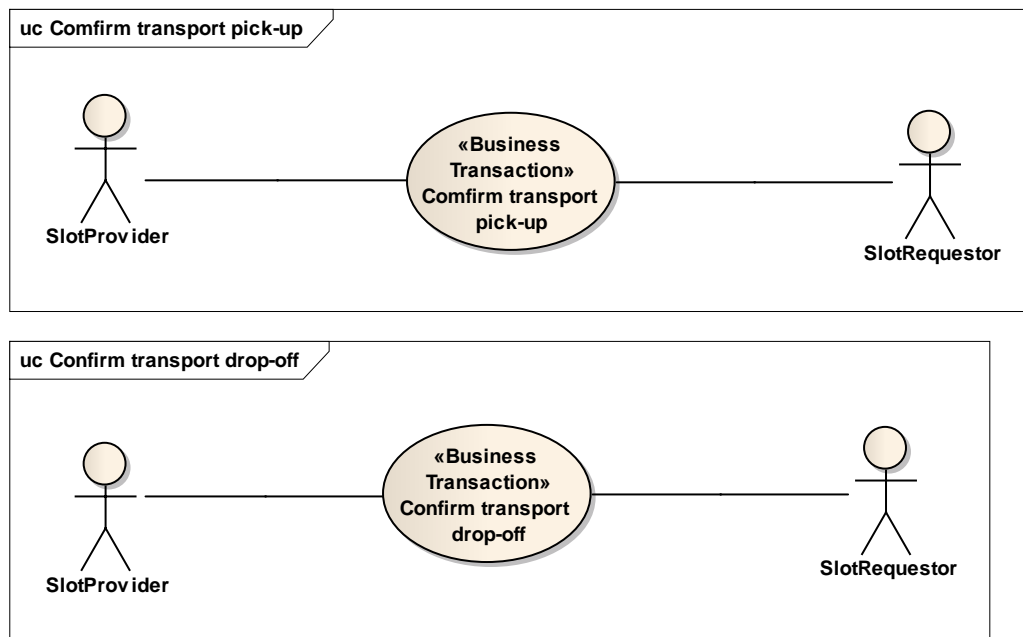 uc Comfirm transport pick-up
«Business
Transaction»
Comfirm transport
pick-up
SlotProvider
SlotRequestor
uc Confirm transport drop-off
«Business
Transaction»
Confirm transport
drop-off
SlotProvider
SlotRequestor